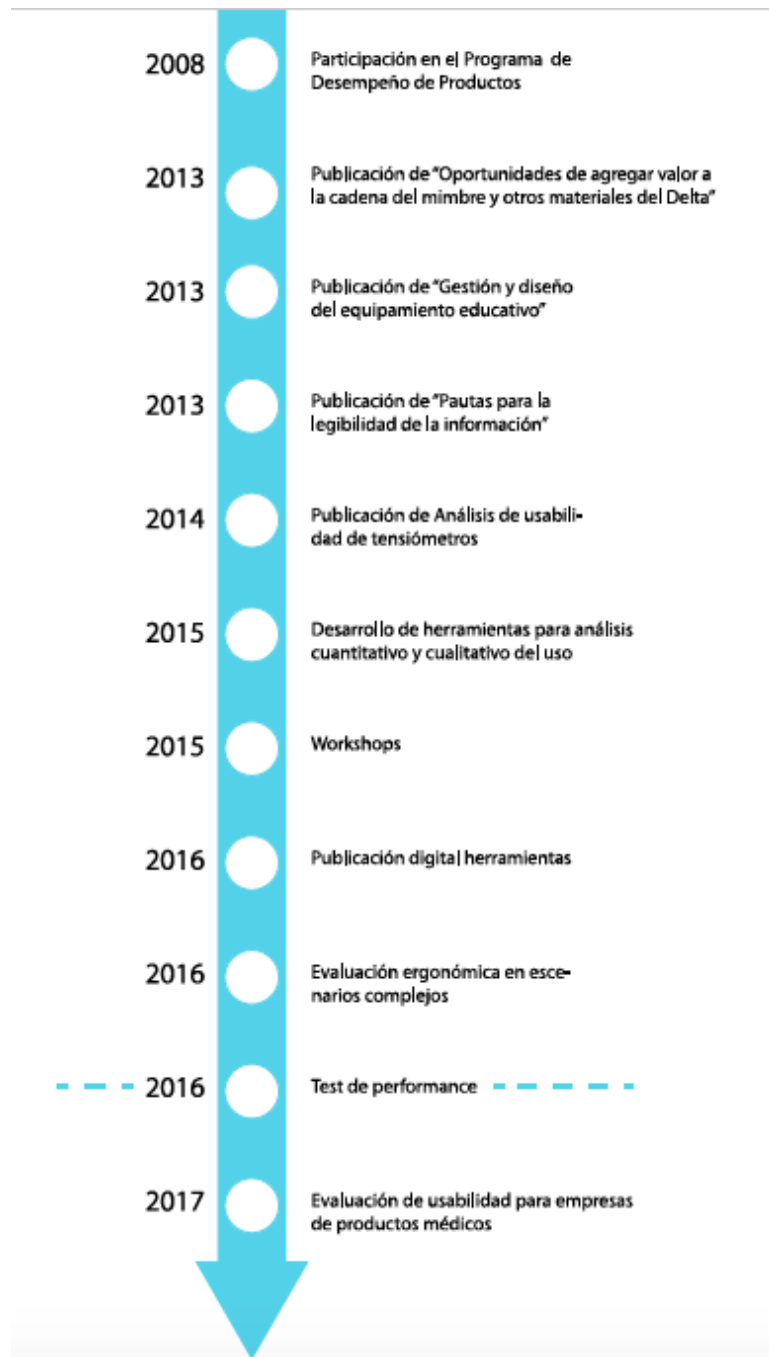 2008
Participación en el Programa de
Desempeño de Productos
2013
Publicación de "Oportunidades de agregar valor a
la cadena del mimbre y otros materiales del Delta"
2013
Publicación de "Gestión y diseño
del equipamiento educativo"
2013
Publicación de "Pautas para la
legibilidad de la información"
2014
Publicación de Análisis de usabili-
dad de tensiómetros
2015
Desarrollo de herramientas para análisis
cuantitativo y cualitativo del uso
2015
Workshops
2016
Publicación digital herramientas
2016
Evaluación ergonómica en esce-
narios complejos
2016
Test de performance
2017
Evaluación de usabilidad para empresas
de productos médicos